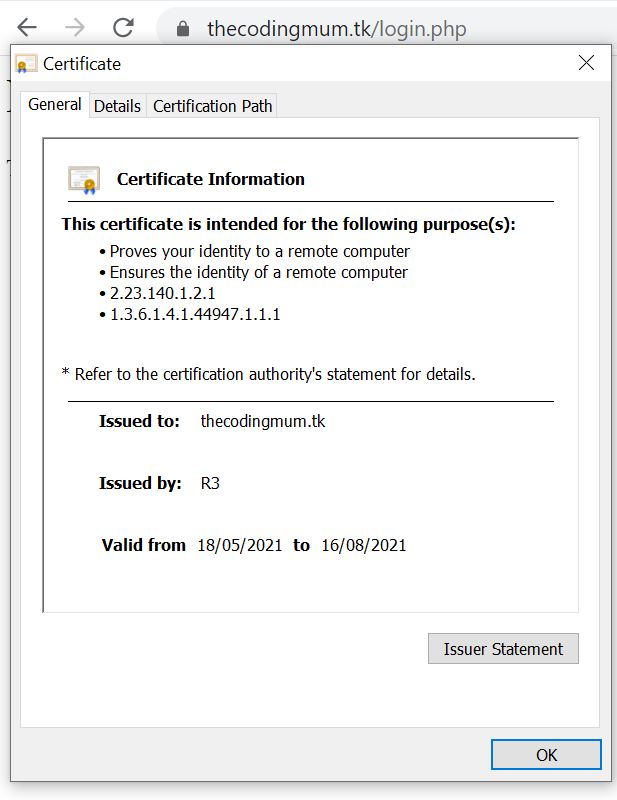 thecodingmum.tk/login.php
Certificate
General Details Certification Path
Certificate Information
This certificate is intended for the following purpose(s):
• Proves your identity to a remote computer
• Ensures the identity of a remote computer
• 2.23.140.1.2.1
• 1.3.6.1.4.1.44947.1.1.1
* Refer to the certification authority's statement for details.
Issued to: thecodingmum.tk
Issued by: R3
Valid from 18/05/2021 to 16/08/2021
Issuer Statement
OK